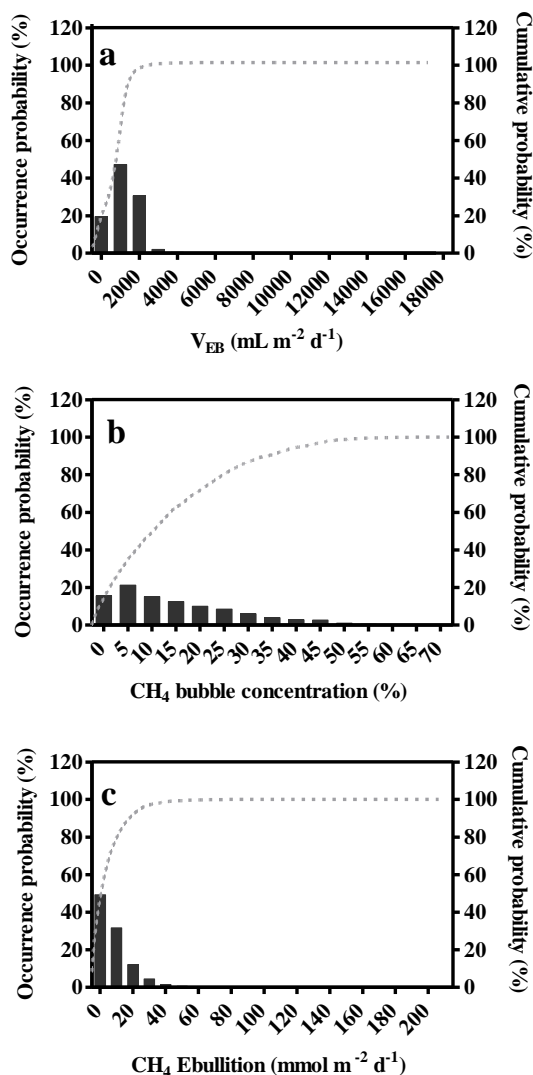 Occurrence probability (%)
120
100
80
60
40
20
0
a
120
100
80
60
40
20
0
Cumulative probability (%)
0 2000 4000 6000 8000 10000 12000 14000 16000 18000
V_EB (mL m⁻² d⁻¹)
Occurrence probability (%)
120
100
80
60
40
20
0
b
120
100
80
60
40
20
0
Cumulative probability (%)
0 5 10 15 20 25 30 35 40 45 50 55 60 65 70
CH₄ bubble concentration (%)
Occurrence probability (%)
120
100
80
60
40
20
0
c
120
100
80
60
40
20
0
Cumulative probability (%)
0 20 40 60 80 100 120 140 160 180 200
CH₄ Ebullition (mmol m⁻² d⁻¹)